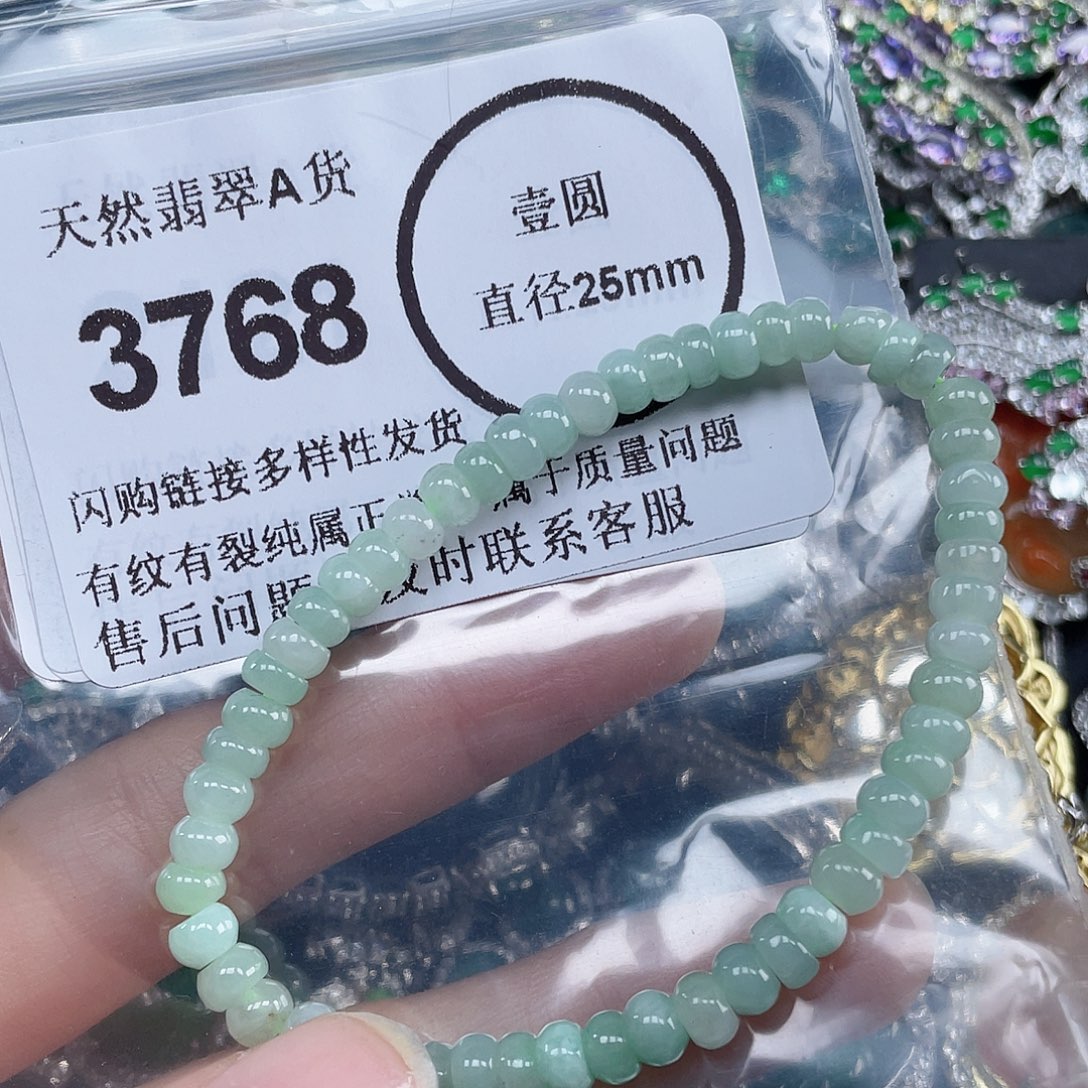 天然翡翠A货
3768
壹圆
直径25mm
闪购链接多样性发货
有纹有裂纯属正 属于质量问题
售后问题 时联系客服